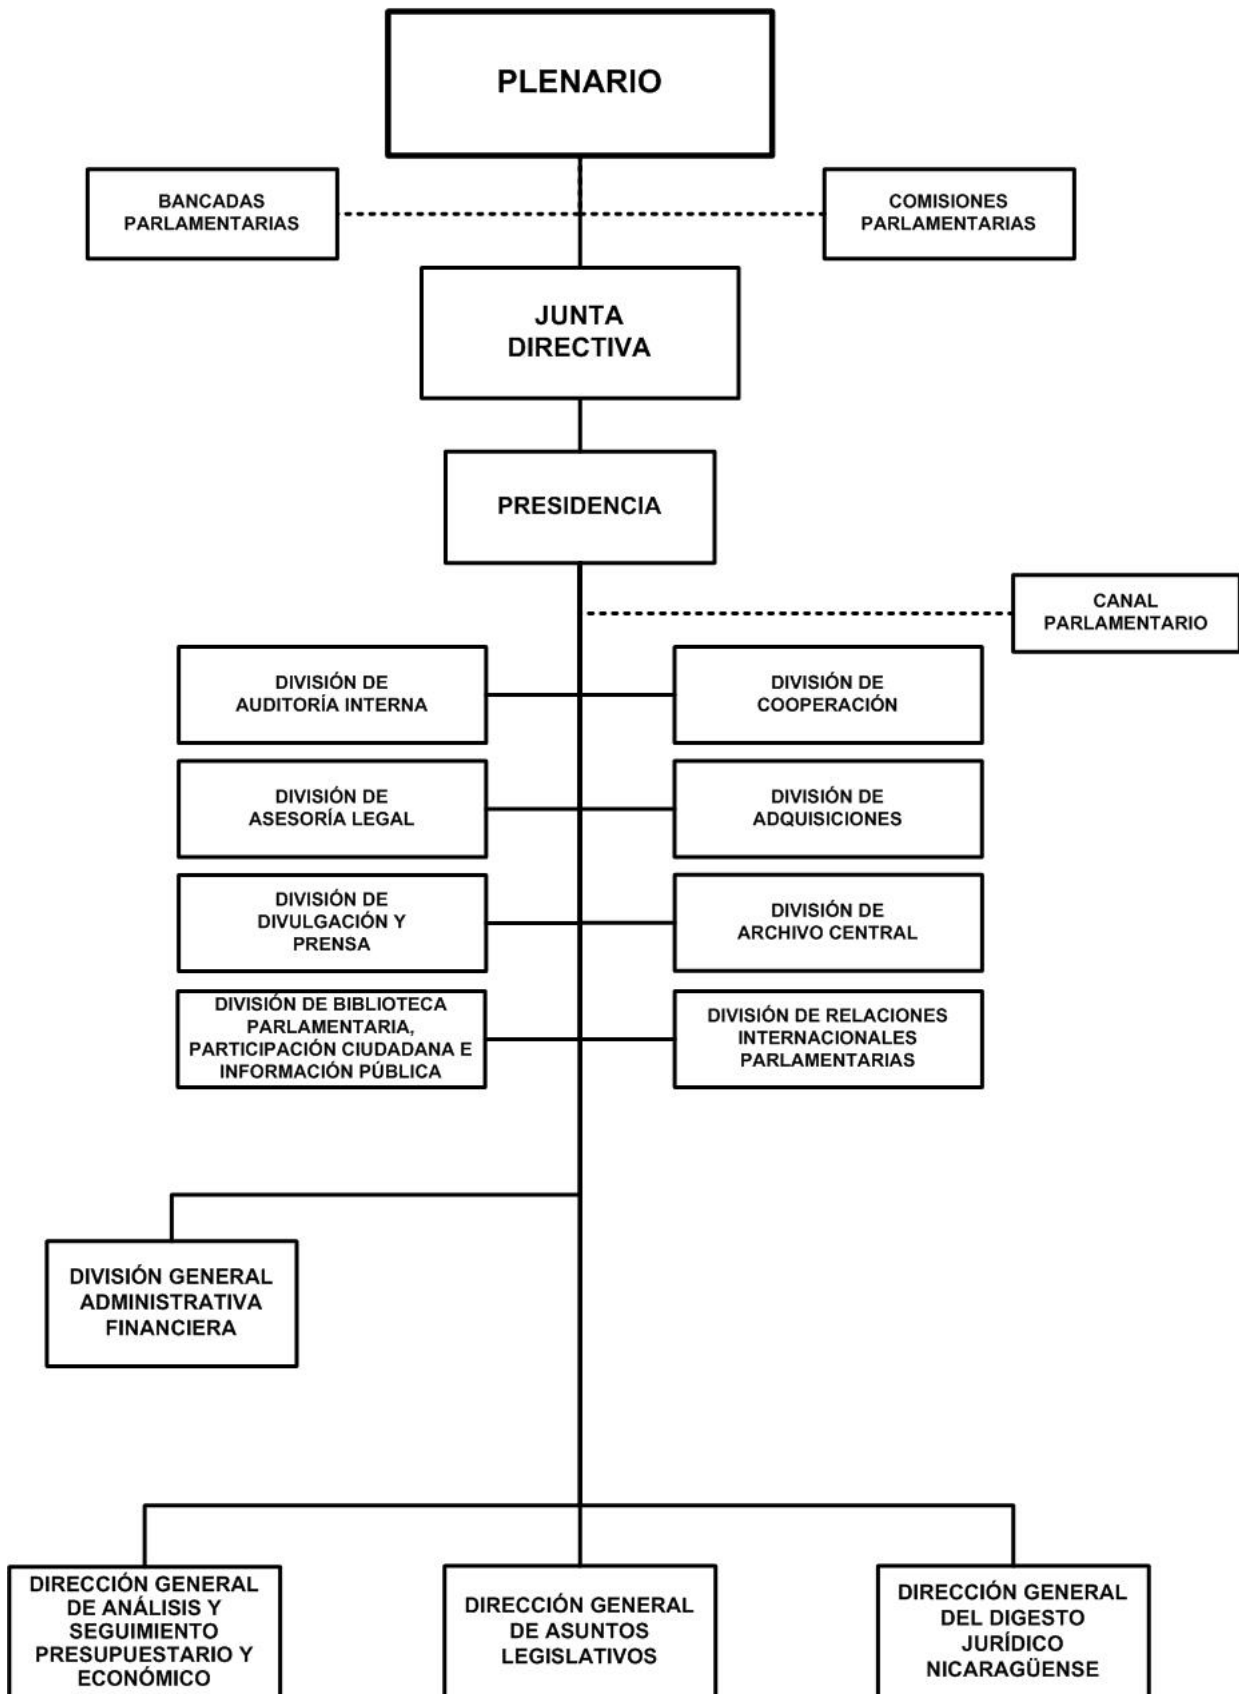 PLENARIO
BANCADAS
PARLAMENTARIAS
COMISIONES
PARLAMENTARIAS
JUNTA
DIRECTIVA
PRESIDENCIA
CANAL
PARLAMENTARIO
DIVISIÓN DE
AUDITORÍA INTERNA
DIVISIÓN DE
COOPERACIÓN
DIVISIÓN DE
ASESORÍA LEGAL
DIVISIÓN DE
ADQUISICIONES
DIVISIÓN DE
DIVULGACIÓN Y
PRENSA
DIVISIÓN DE
ARCHIVO CENTRAL
DIVISIÓN DE BIBLIOTECA
PARLAMENTARIA,
PARTICIPACIÓN CIUDADANA E
INFORMACIÓN PÚBLICA
DIVISIÓN DE RELACIONES
INTERNACIONALES
PARLAMENTARIAS
DIVISIÓN GENERAL
ADMINISTRATIVA
FINANCIERA
DIRECCIÓN GENERAL
DE ANÁLISIS Y
SEGUIMIENTO
PRESUPUESTARIO Y
ECONÓMICO
DIRECCIÓN GENERAL
DE ASUNTOS
LEGISLATIVOS
DIRECCIÓN GENERAL
DEL DIGESTO
JURÍDICO
NICARAGÜENSE